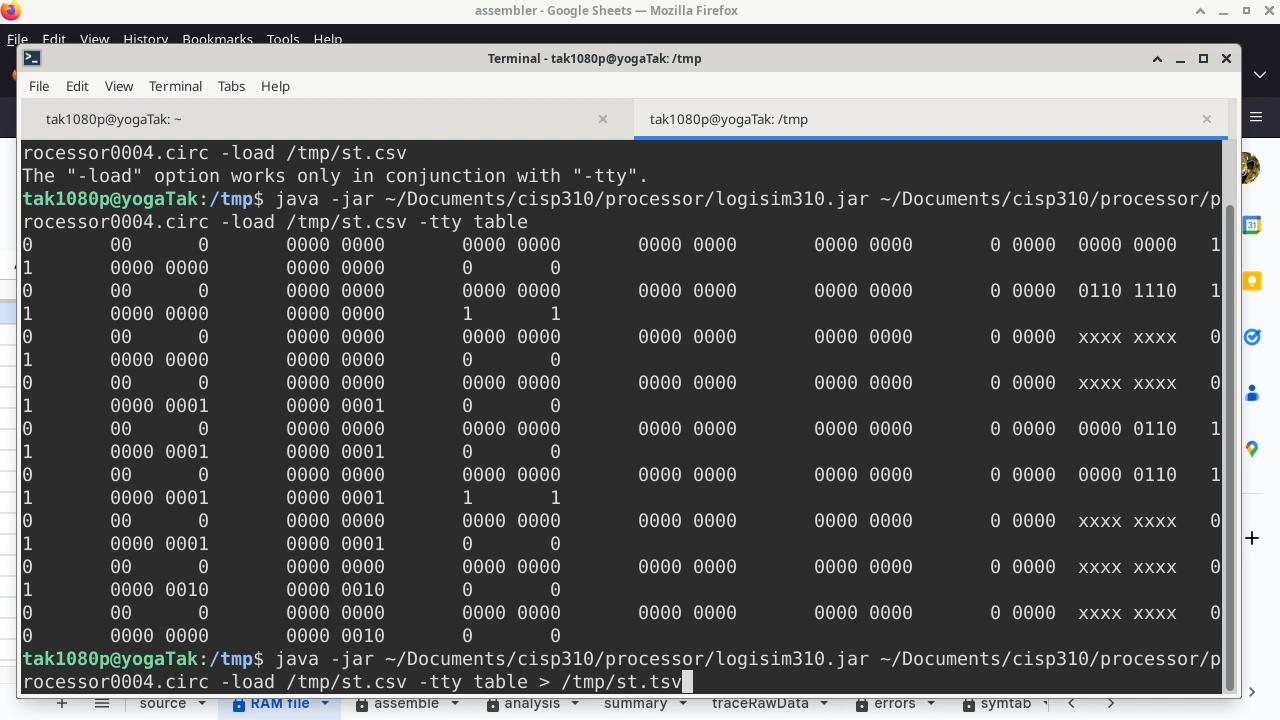 assembler - Google Sheets — Mozilla Firefox
File Edit View History Bookmarks Tools Help
Terminal - tak1080p@yogaTak: /tmp
File Edit View Terminal Tabs Help
tak1080p@yogaTak: ~ tak1080p@yogaTak: /tmp
rocessor0004.circ -load /tmp/st.csv
The "-load" option works only in conjunction with "-tty".
tak1080p@yogaTak:/tmp$ java -jar ~/Documents/cisp310/processor/logisim310.jar ~/Documents/cisp310/processor/p
rocessor0004.circ -load /tmp/st.csv -tty table
0 00 0 0000 0000 0000 0000 0000 0000 0000 0000 0 0000 0000 0000 1
1 0000 0000 0000 0000 0 0
0 00 0 0000 0000 0000 0000 0000 0000 0000 0000 0 0000 0110 1110 1
1 0000 0000 0000 0000 1 1
0 00 0 0000 0000 0000 0000 0000 0000 0000 0000 0 0000 xxxx xxxx 0
1 0000 0000 0000 0000 0 0
0 00 0 0000 0000 0000 0000 0000 0000 0000 0000 0 0000 xxxx xxxx 0
1 0000 0001 0000 0001 0 0
0 00 0 0000 0000 0000 0000 0000 0000 0000 0000 0 0000 0000 0110 1
1 0000 0001 0000 0001 0 0
0 00 0 0000 0000 0000 0000 0000 0000 0000 0000 0 0000 0000 0110 1
1 0000 0001 0000 0001 1 1
0 00 0 0000 0000 0000 0000 0000 0000 0000 0000 0 0000 xxxx xxxx 0
1 0000 0001 0000 0001 0 0
0 00 0 0000 0000 0000 0000 0000 0000 0000 0000 0 0000 xxxx xxxx 0
1 0000 0010 0000 0010 0 0
0 00 0 0000 0000 0000 0000 0000 0000 0000 0000 0 0000 xxxx xxxx 0
0 0000 0000 0000 0010 0 0
tak1080p@yogaTak:/tmp$ java -jar ~/Documents/cisp310/processor/logisim310.jar ~/Documents/cisp310/processor/p
rocessor0004.circ -load /tmp/st.csv -tty table > /tmp/st.tsv
31
source RAM file assemble analysis summary traceRawData errors symtab